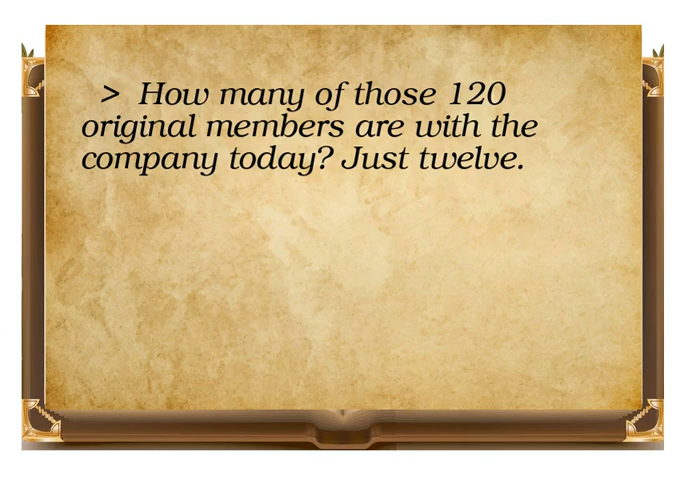 > How many of those 120
original members are with the
company today? Just twelve.